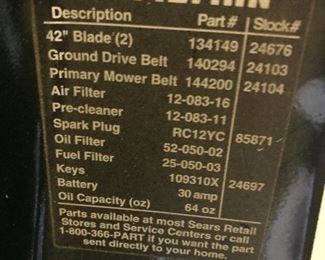 Description Part # Stock#
42" Blade (2) 134149 24676
Ground Drive Belt 140294 24103
Primary Mower Belt 144200 24104
Air Filter 12-083-16
Pre-cleaner 12-083-11
Spark Plug RC12YC 85871
Oil Filter 52-050-02
Fuel Filter 25-050-03
Keys 109310X 24697
Battery 30 amp
Oil Capacity (oz) 64 oz
Parts available at most Sears Retail
Stores and Service Centers or call
1-800-366-PART if you want the part
sent directly to your home.